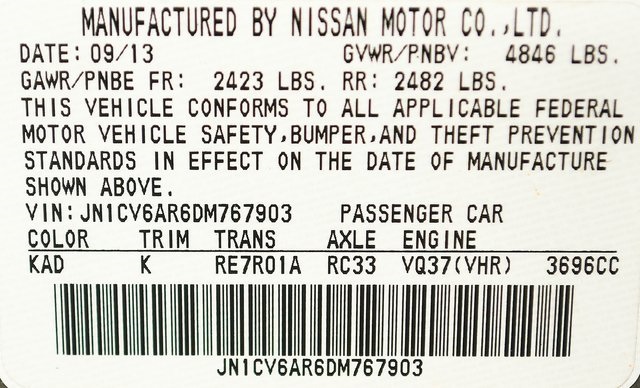 MANUFACTURED BY NISSAN MOTOR CO.,LTD.
DATE: 09/13 GVWR/PNBV: 4846 LBS.
GAWR/PNBE FR: 2423 LBS. RR: 2482 LBS.
THIS VEHICLE CONFORMS TO ALL APPLICABLE FEDERAL
MOTOR VEHICLE SAFETY,BUMPER,AND THEFT PREVENTION
STANDARDS IN EFFECT ON THE DATE OF MANUFACTURE
SHOWN ABOVE.
VIN: JN1CV6AR6DM767903 PASSENGER CAR
COLOR TRIM TRANS AXLE ENGINE
KAD K RE7R01A RC33 VQ37(VHR) 3696CC
JN1CV6AR6DM767903